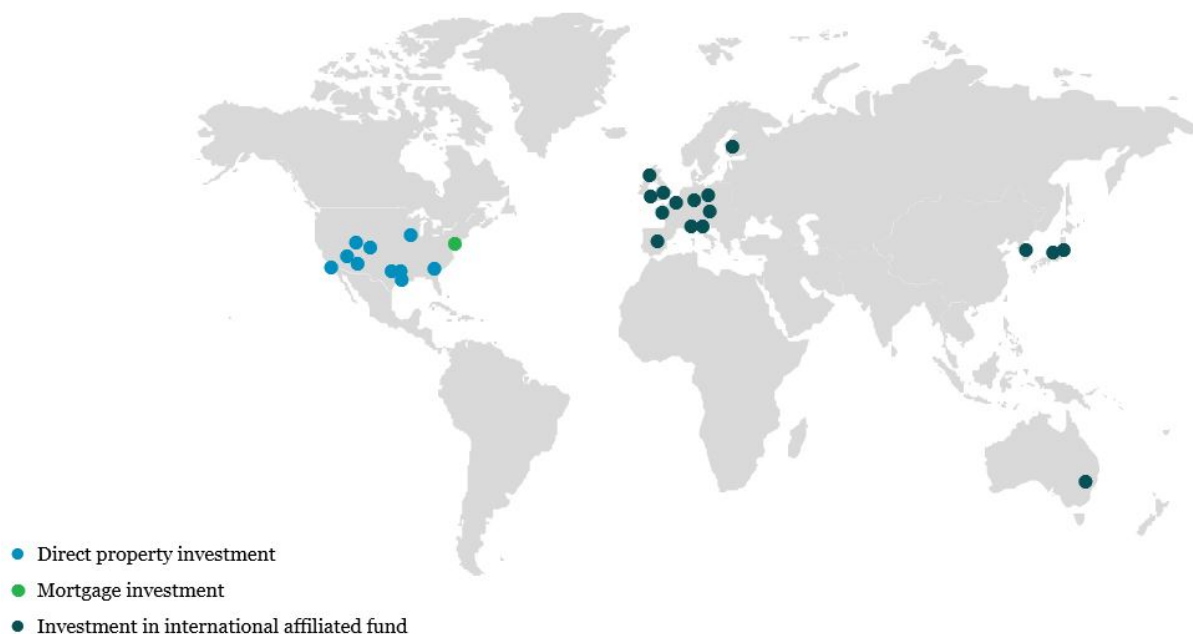 Direct property investment
Mortgage investment
Investment in international affiliated fund